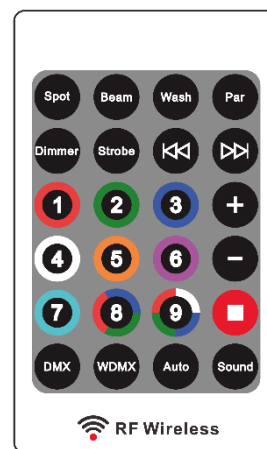 Spot Beam Wash Par
Dimmer Strobe
1 2 3 +
4 5 6 −
7 8 9
DMX WDMX Auto Sound
RF Wireless